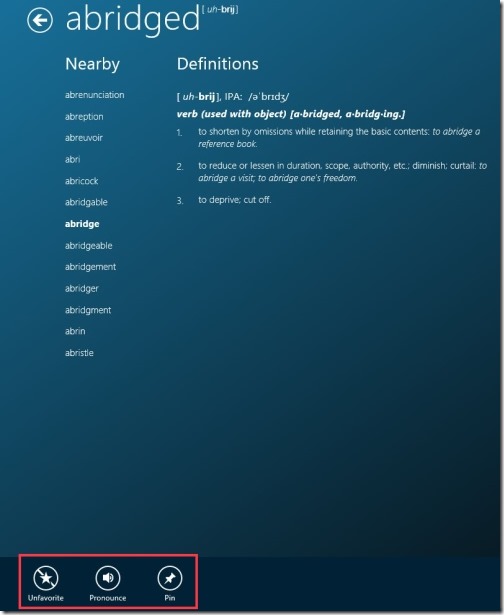 abridged [ uh-brij]
Nearby
abrenunciation
abreption
abreuvoir
abri
abricock
abridgable
abridge
abridgeable
abridgement
abridger
abridgment
abrin
abristle
Definitions
[ uh-brij], IPA: /əˈbrɪdʒ/
verb (used with object) [a·bridged, a·bridg·ing.]
1. to shorten by omissions while retaining the basic contents: to abridge a
reference book.
2. to reduce or lessen in duration, scope, authority, etc.; diminish; curtail: to
abridge a visit; to abridge one's freedom.
3. to deprive; cut off.
Unfavorite Pronounce Pin